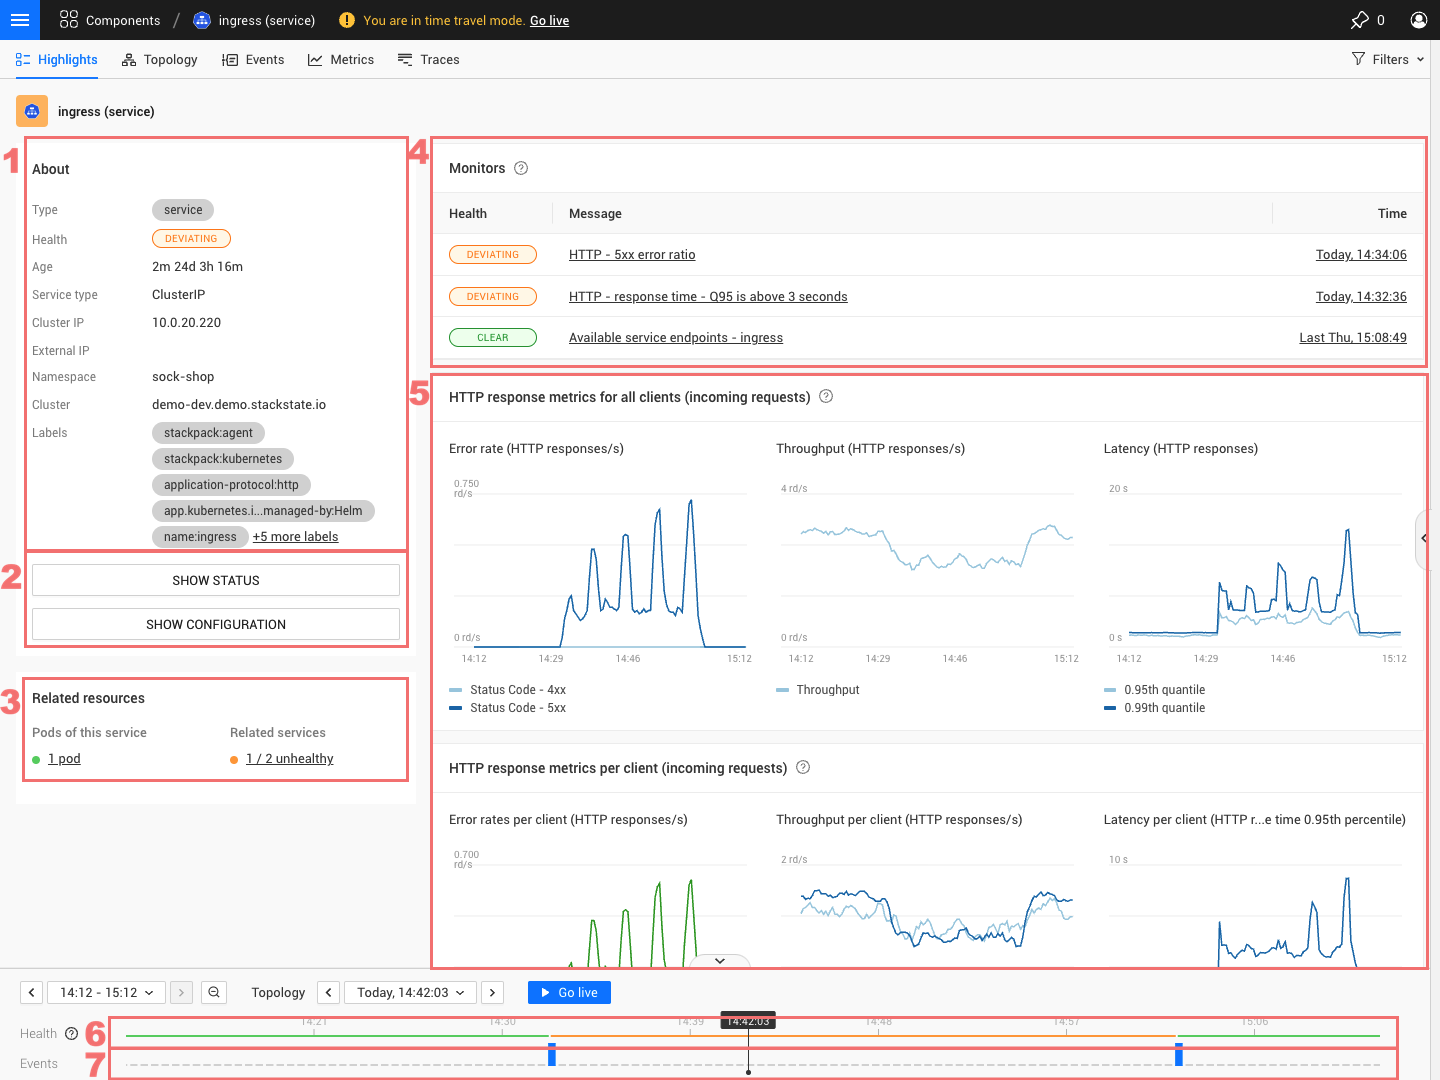 Components / ingress (service) You are in time travel mode. Go live 0
Highlights Topology Events Metrics Traces Filters
ingress (service)
1
About
Type service
Health DEVIATING
Age 2m 24d 3h 16m
Service type ClusterIP
Cluster IP 10.0.20.220
External IP
Namespace sock-shop
Cluster demo-dev.demo.stackstate.io
Labels stackpack:agent
stackpack:kubernetes
application-protocol:http
app.kubernetes.i...managed-by:Helm
name:ingress +5 more labels
2
SHOW STATUS
SHOW CONFIGURATION
3
Related resources
Pods of this service Related services
1 pod 1 / 2 unhealthy
4
Monitors
Health Message Time
DEVIATING HTTP - 5xx error ratio Today, 14:34:06
DEVIATING HTTP - response time - Q95 is above 3 seconds Today, 14:32:36
CLEAR Available service endpoints - ingress Last Thu, 15:08:49
5
HTTP response metrics for all clients (incoming requests)
Error rate (HTTP responses/s) Throughput (HTTP responses/s) Latency (HTTP responses)
0.750 rd/s 4 rd/s 20 s
0 rd/s 0 rd/s 0 s
14:12 14:29 14:46 15:12 14:12 14:29 14:46 15:12 14:12 14:29 14:46 15:12
Status Code - 4xx Throughput 0.95th quantile
Status Code - 5xx 0.99th quantile
HTTP response metrics per client (incoming requests)
Error rates per client (HTTP responses/s) Throughput per client (HTTP responses/s) Latency per client (HTTP r...e time 0.95th percentile)
0.700 rd/s 2 rd/s 10 s
14:12 - 15:12 Topology Today, 14:42:03 Go live
14:21 14:30 14:39 14:42:03 14:48 14:57 15:06
Health 6
Events 7